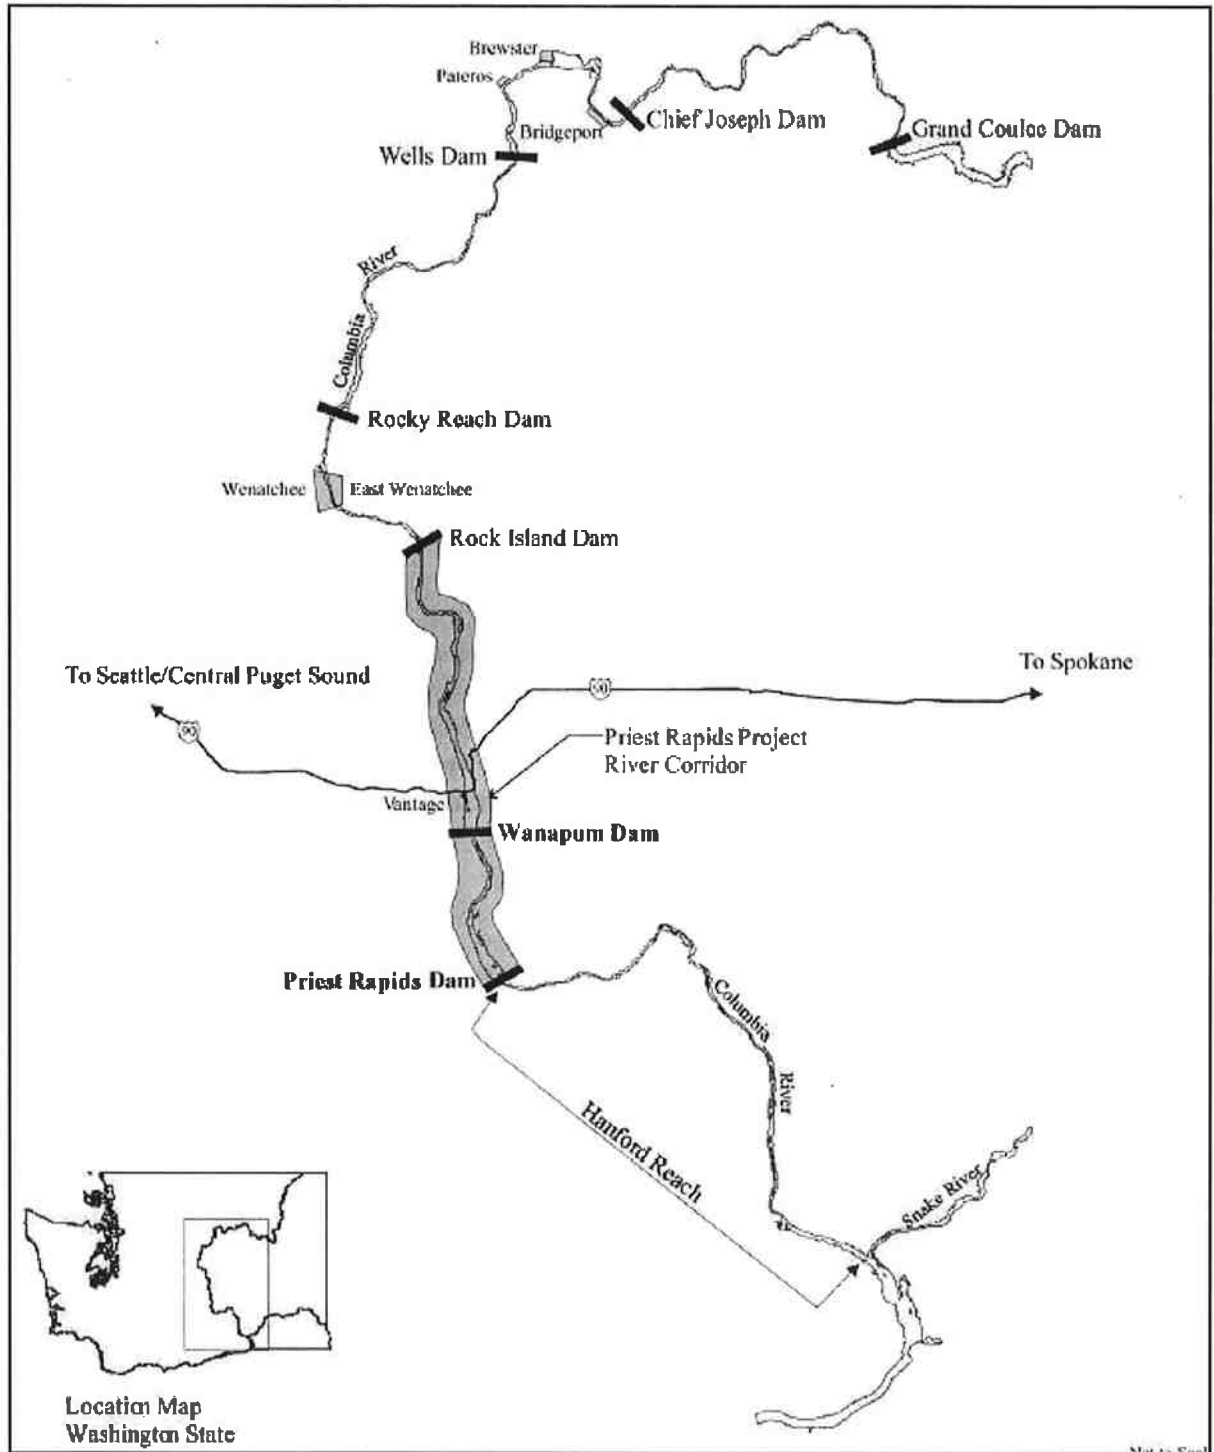 Brewster
Pateros
Bridgeport
Chief Joseph Dam
Grand Coulee Dam
Wells Dam
River
Columbia
Rocky Reach Dam
Wenatchee
East Wenatchee
Rock Island Dam
To Seattle/Central Puget Sound
To Spokane
90
90
Priest Rapids Project
River Corridor
Vantage
Wanapum Dam
Priest Rapids Dam
Columbia
River
Hanford Reach
Snake River
Location Map
Washington State
Not to